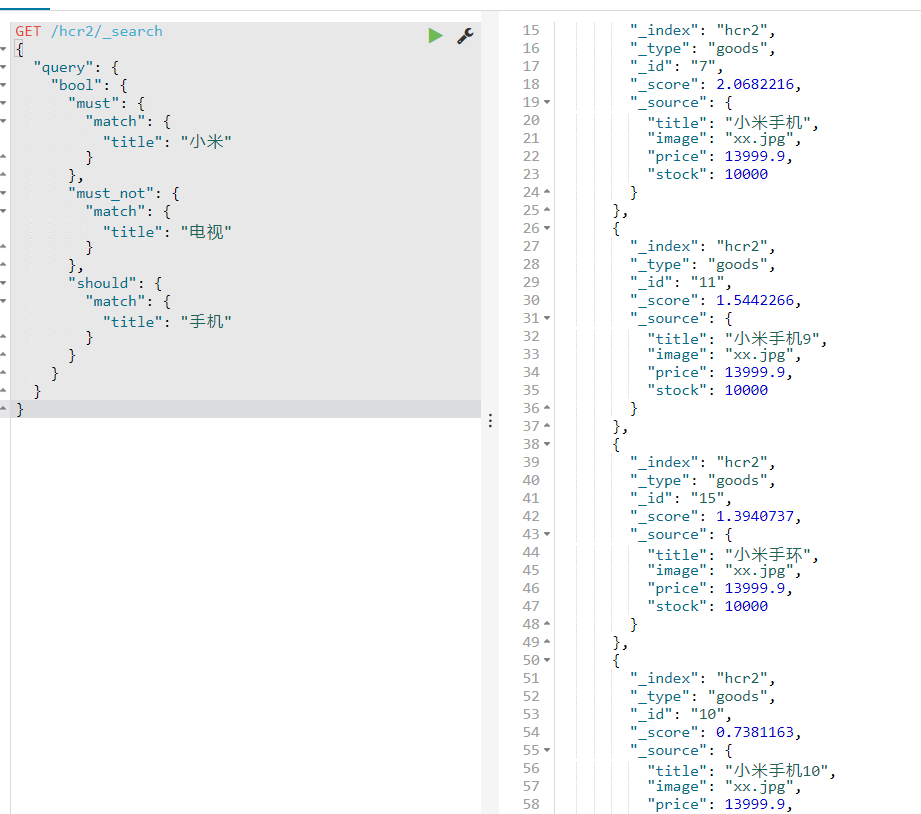 GET /hcr2/_search
{
"query": {
"bool": {
"must": {
"match": {
"title": "小米"
}
},
"must_not": {
"match": {
"title": "电视"
}
},
"should": {
"match": {
"title": "手机"
}
}
}
}
}
15 "_index": "hcr2",
16 "_type": "goods",
17 "_id": "7",
18 "_score": 2.0682216,
19 "_source": {
20 "title": "小米手机",
21 "image": "xx.jpg",
22 "price": 13999.9,
23 "stock": 10000
24 }
25 },
26 {
27 "_index": "hcr2",
28 "_type": "goods",
29 "_id": "11",
30 "_score": 1.5442266,
31 "_source": {
32 "title": "小米手机9",
33 "image": "xx.jpg",
34 "price": 13999.9,
35 "stock": 10000
36 }
37 },
38 {
39 "_index": "hcr2",
40 "_type": "goods",
41 "_id": "15",
42 "_score": 1.3940737,
43 "_source": {
44 "title": "小米手环",
45 "image": "xx.jpg",
46 "price": 13999.9,
47 "stock": 10000
48 }
49 },
50 {
51 "_index": "hcr2",
52 "_type": "goods",
53 "_id": "10",
54 "_score": 0.7381163,
55 "_source": {
56 "title": "小米手机10",
57 "image": "xx.jpg",
58 "price": 13999.9,